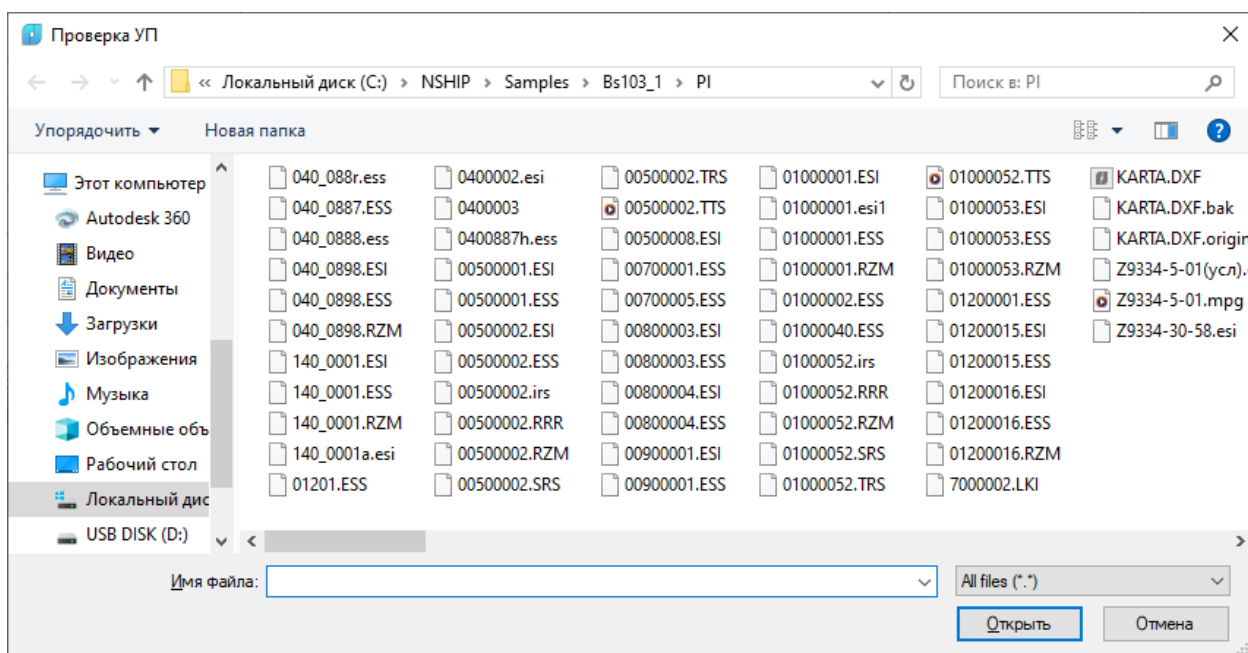 Проверка УП
« Локальный диск (C:) > NSHIP > Samples > Bs103_1 > PI
Поиск в: PI
Упорядочить
Новая папка
Этот компьютер
Autodesk 360
Видео
Документы
Загрузки
Изображения
Музыка
Объемные объ
Рабочий стол
Локальный дис
USB DISK (D:)
040_088r.ess
040_0887.ESS
040_0888.ess
040_0898.ESI
040_0898.ESS
040_0898.RZM
140_0001.ESI
140_0001.ESS
140_0001.RZM
140_0001a.esi
01201.ESS
0400002.esi
0400003
0400887h.ess
00500001.ESI
00500001.ESS
00500002.ESI
00500002.ESS
00500002.irs
00500002.RRR
00500002.RZM
00500002.SRS
00500002.TRS
00500002.TTS
00500008.ESI
00700001.ESS
00700005.ESS
00800003.ESI
00800003.ESS
00800004.ESI
00800004.ESS
00900001.ESI
00900001.ESS
01000001.ESI
01000001.esi1
01000001.ESS
01000001.RZM
01000002.ESS
01000040.ESS
01000052.irs
01000052.RRR
01000052.RZM
01000052.SRS
01000052.TRS
01000052.TTS
01000053.ESI
01000053.ESS
01000053.RZM
01200001.ESS
01200015.ESI
01200015.ESS
01200016.ESI
01200016.ESS
01200016.RZM
7000002.LKI
KARTA.DXF
KARTA.DXF.bak
KARTA.DXF.origin
Z9334-5-01(усл).
Z9334-5-01.mpg
Z9334-30-58.esi
Имя файла:
All files (*.*)
Открыть
Отмена